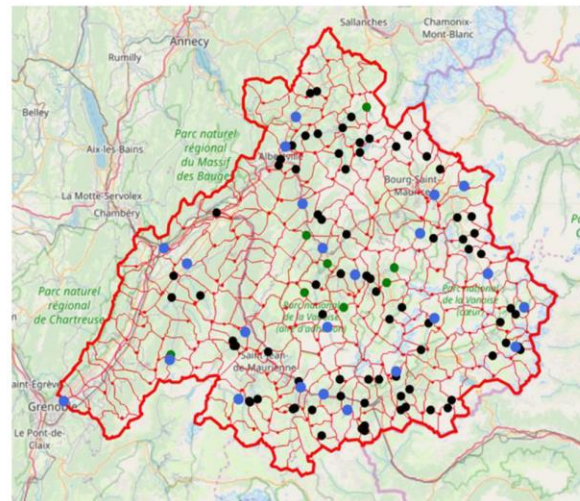 Sallanches
Chamonix-
Mont-Blanc
Annecy
Rumilly
Belley
Parc naturel
régional
du Massif
des Bauges
Aix-les-Bains
Albertville
La Motte-Servolex
Chambéry
Bourg-Saint-
Maurice
Parc naturel
régional
de Chartreuse
Parc national
de la Vanoise
(cœur)
Parc national
de la Vanoise
(aire d'adhésion)
Saint-Jean-
de-Maurienne
Saint-Égrève
Grenoble
Le Pont-de-
Claix